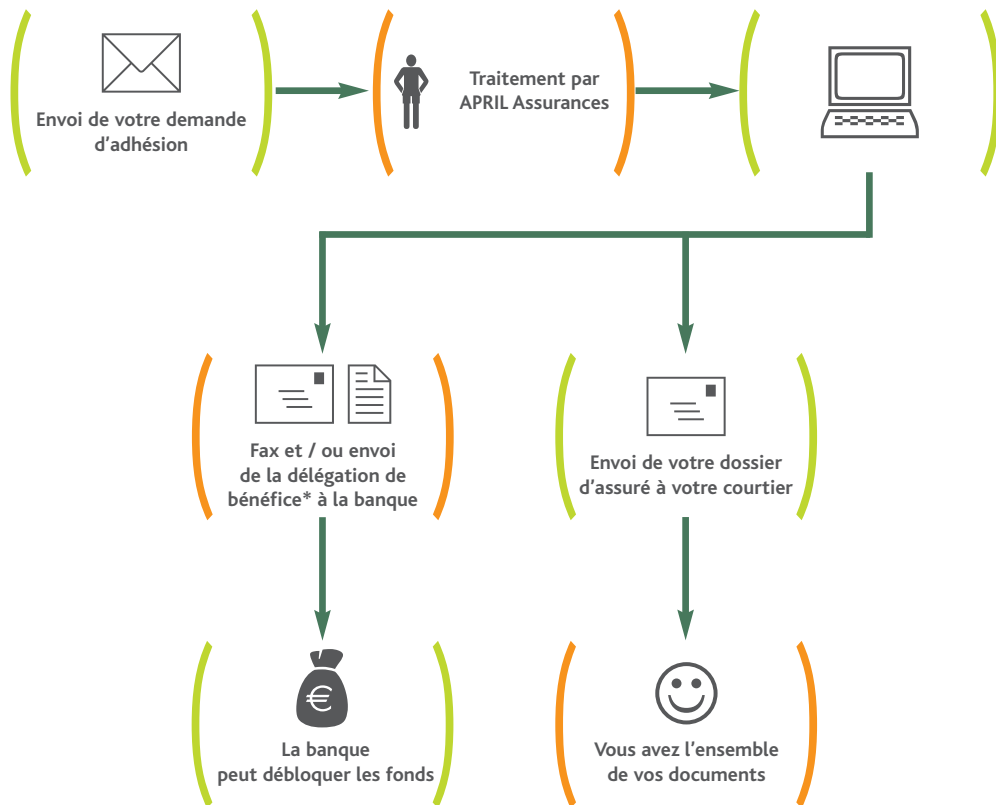 Envoi de votre demande
d'adhésion
Traitement par
APRIL Assurances
Fax et / ou envoi
de la délégation de
bénéfice* à la banque
Envoi de votre dossier
d'assuré à votre courtier
€
La banque
peut débloquer les fonds
Vous avez l'ensemble
de vos documents